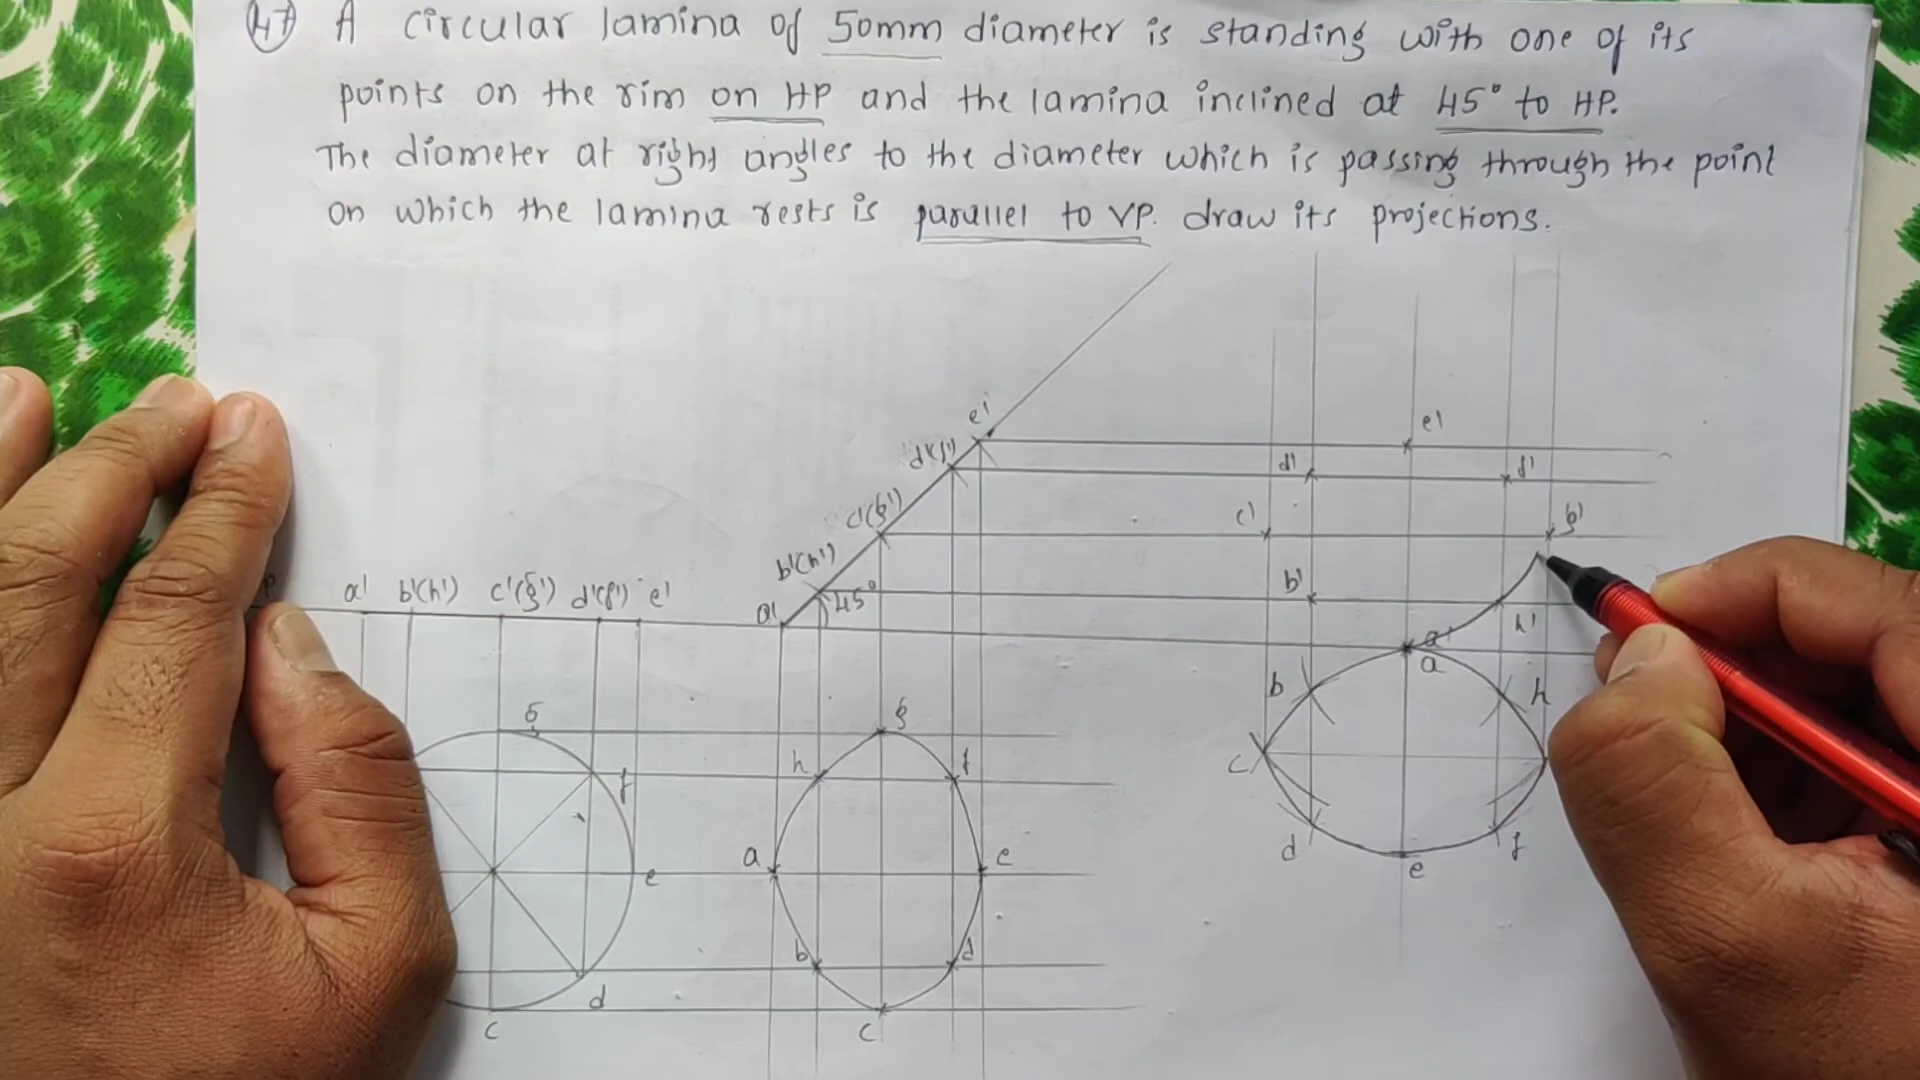 47 A circular lamina of 50mm diameter is standing with one of its
points on the rim on HP and the lamina inclined at 45° to HP.
The diameter at right angles to the diameter which is passing through the point
on which the lamina rests is parallel to VP. draw its projections.
e'
e'
d'(f')
d'
f'
c'(g')
c'
g'
b'(h')
b'
a' b'(h') c'(g') d'(f') e'
a'
45°
h'
a'
a
b
h
g
g
h
f
f
c
a
e
e
d
f
e
b
d
d
c
c